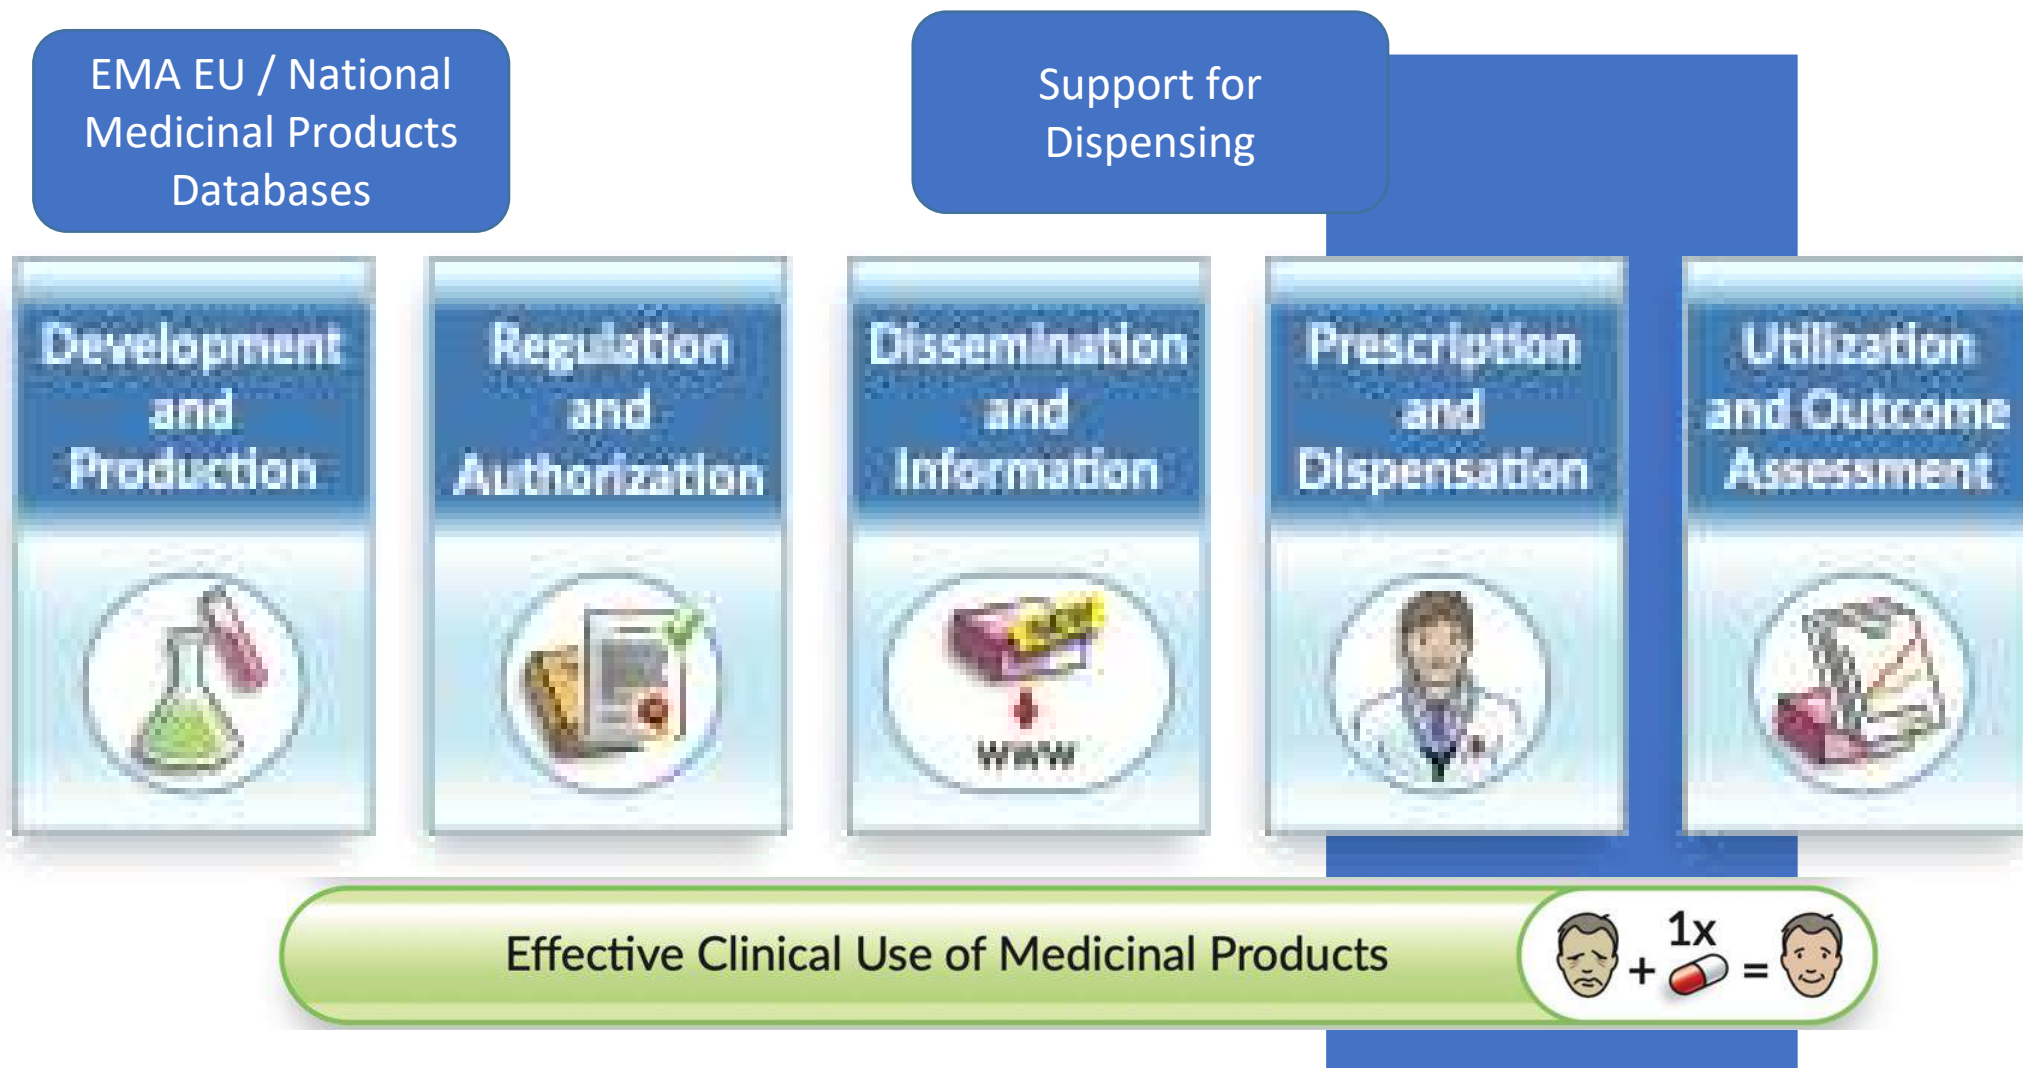 EMA EU / National
Medicinal Products
Databases
Support for
Dispensing
Development
and
Production
Regulation
and
Authorization
Dissemination
and
Information
WWW
Prescription
and
Dispensation
Utilization
and Outcome
Assessment
Effective Clinical Use of Medicinal Products
1x
+ =